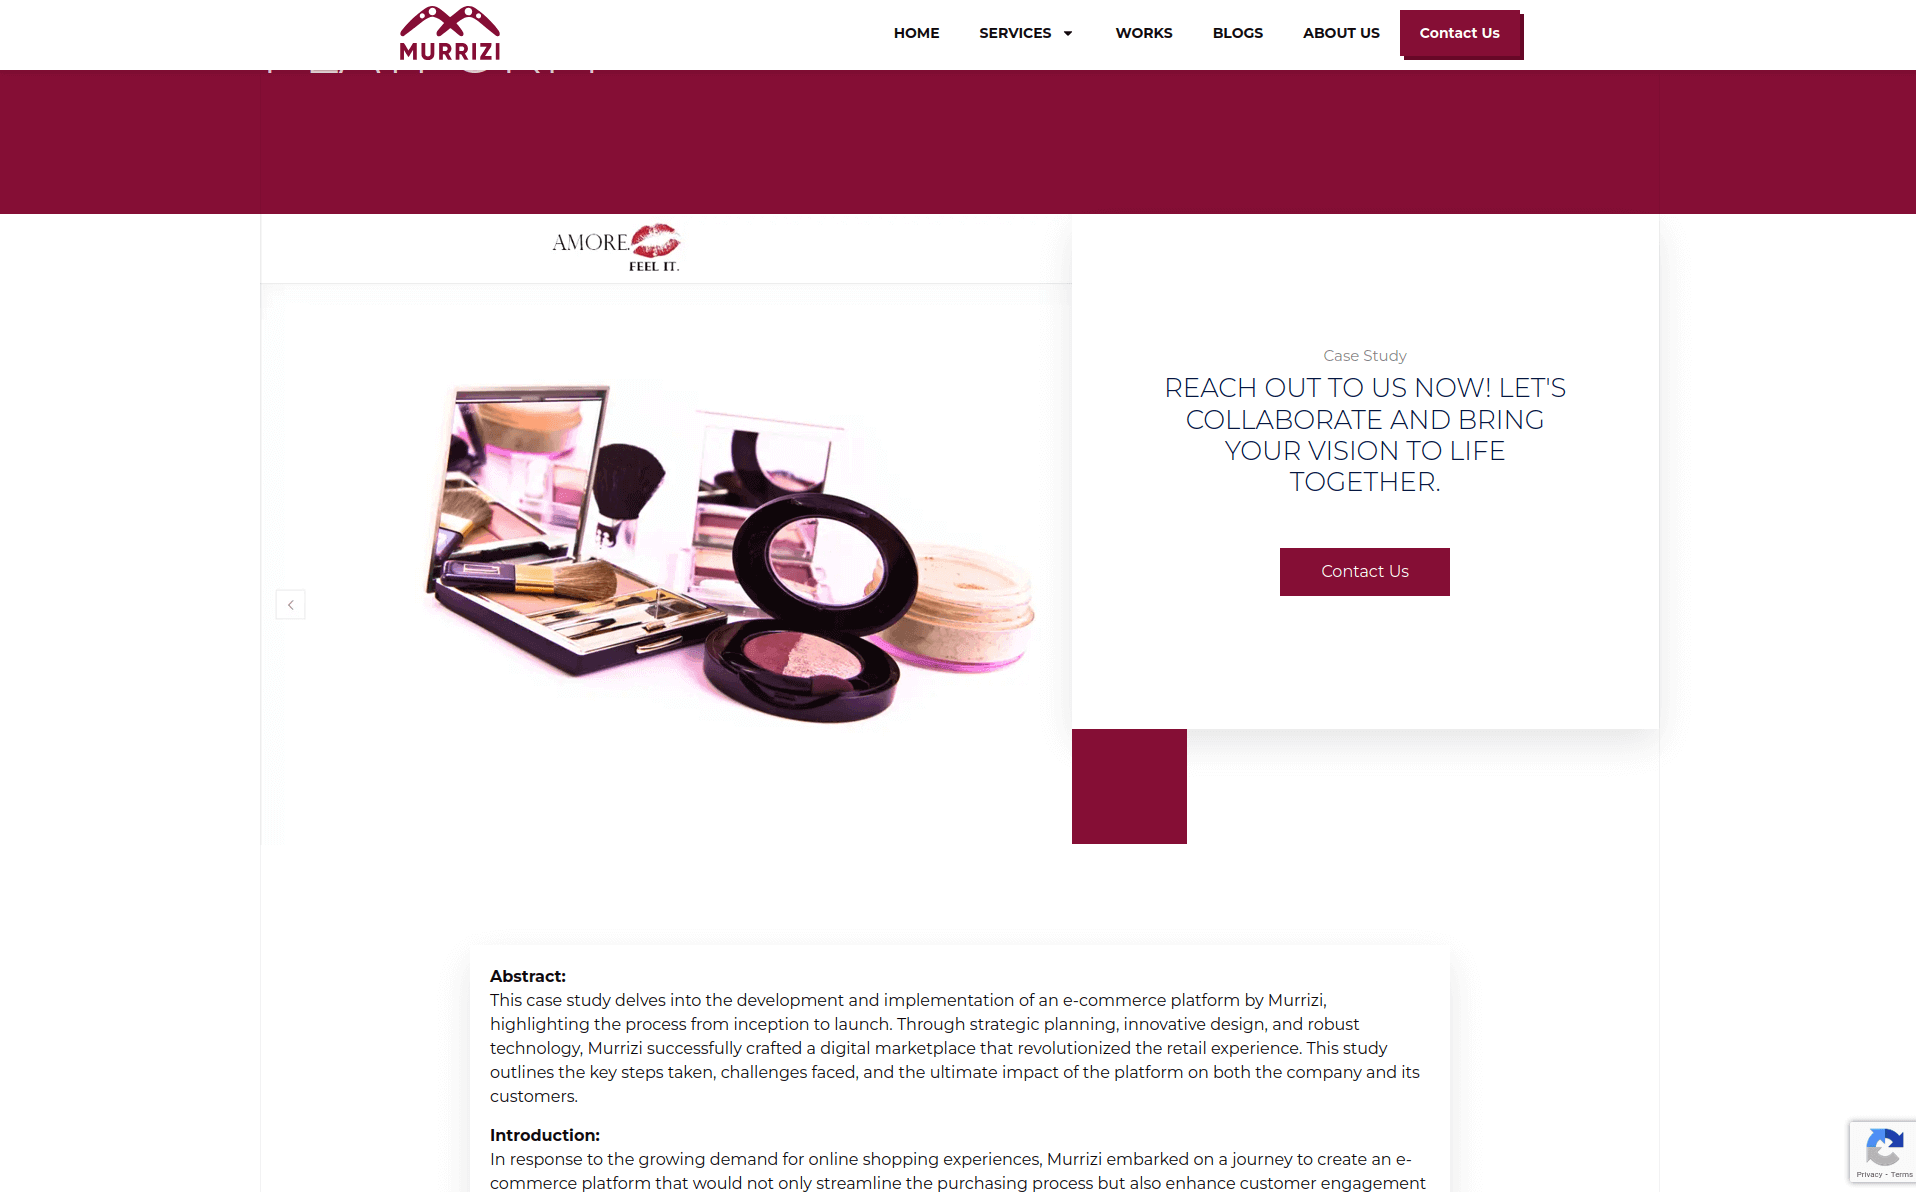 MURRIZI
HOME
SERVICES
WORKS
BLOGS
ABOUT US
Contact Us
AMORE.
FEEL IT.
Case Study
REACH OUT TO US NOW! LET'S
COLLABORATE AND BRING
YOUR VISION TO LIFE
TOGETHER.
Contact Us
Abstract:
This case study delves into the development and implementation of an e-commerce platform by Murrizi,
highlighting the process from inception to launch. Through strategic planning, innovative design, and robust
technology, Murrizi successfully crafted a digital marketplace that revolutionized the retail experience. This study
outlines the key steps taken, challenges faced, and the ultimate impact of the platform on both the company and its
customers.
Introduction:
In response to the growing demand for online shopping experiences, Murrizi embarked on a journey to create an e-
commerce platform that would not only streamline the purchasing process but also enhance customer engagement
Privacy - Terms